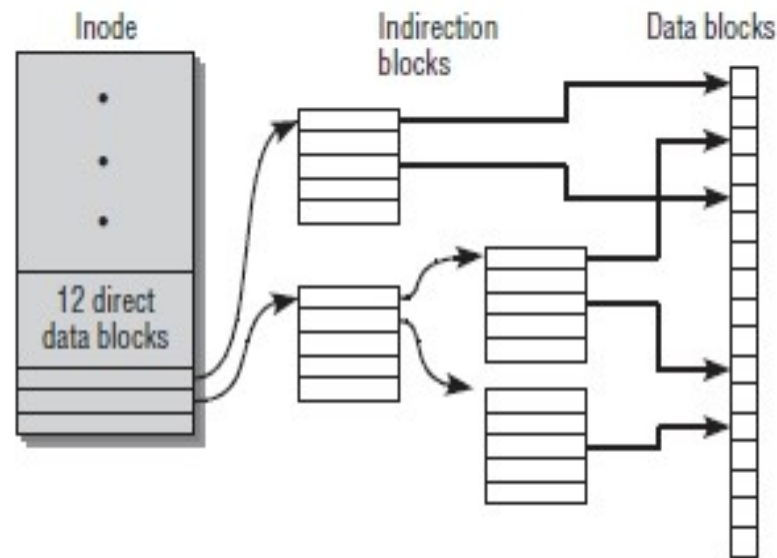 Inode
Indirection
blocks
Data blocks
12 direct
data blocks